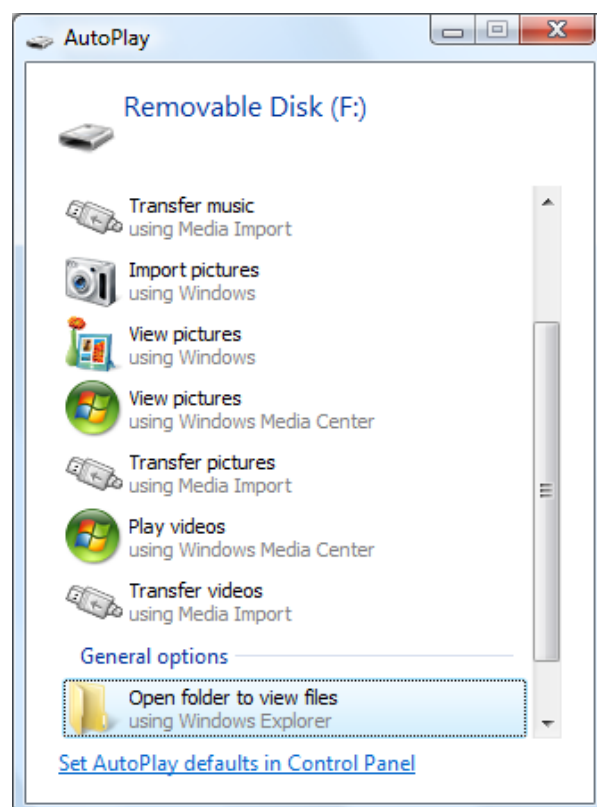 AutoPlay
Removable Disk (F:)
Transfer music
using Media Import
Import pictures
using Windows
View pictures
using Windows
View pictures
using Windows Media Center
Transfer pictures
using Media Import
Play videos
using Windows Media Center
Transfer videos
using Media Import
General options
Open folder to view files
using Windows Explorer
Set AutoPlay defaults in Control Panel